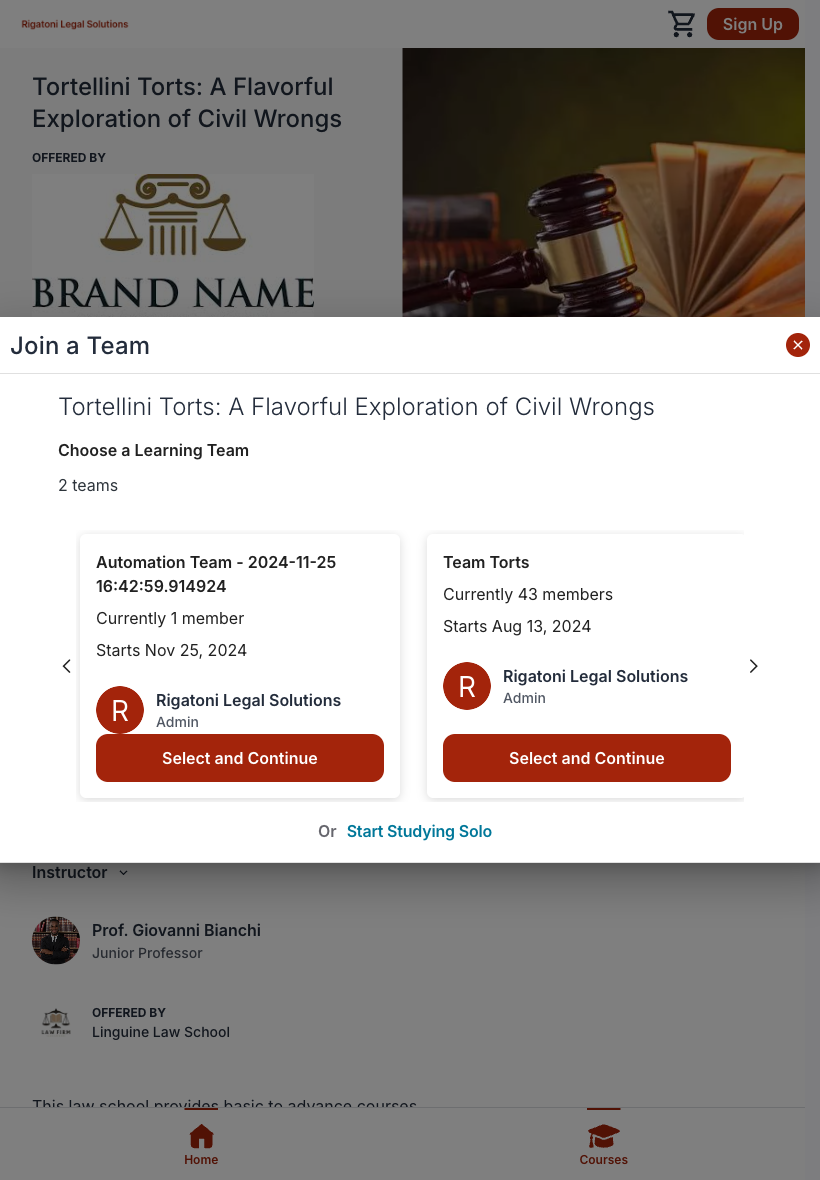 Rigatoni Legal Solutions
Sign Up
Tortellini Torts: A Flavorful
Exploration of Civil Wrongs
OFFERED BY
BRAND NAME
Join a Team
Tortellini Torts: A Flavorful Exploration of Civil Wrongs
Choose a Learning Team
2 teams
Automation Team - 2024-11-25
16:42:59.914924
Currently 1 member
Starts Nov 25, 2024
R
Rigatoni Legal Solutions
Admin
Select and Continue
Team Torts
Currently 43 members
Starts Aug 13, 2024
R
Rigatoni Legal Solutions
Admin
Select and Continue
Or Start Studying Solo
Instructor
Prof. Giovanni Bianchi
Junior Professor
LAW FIRM
OFFERED BY
Linguine Law School
This law school provides basic to advance courses
Home
Courses